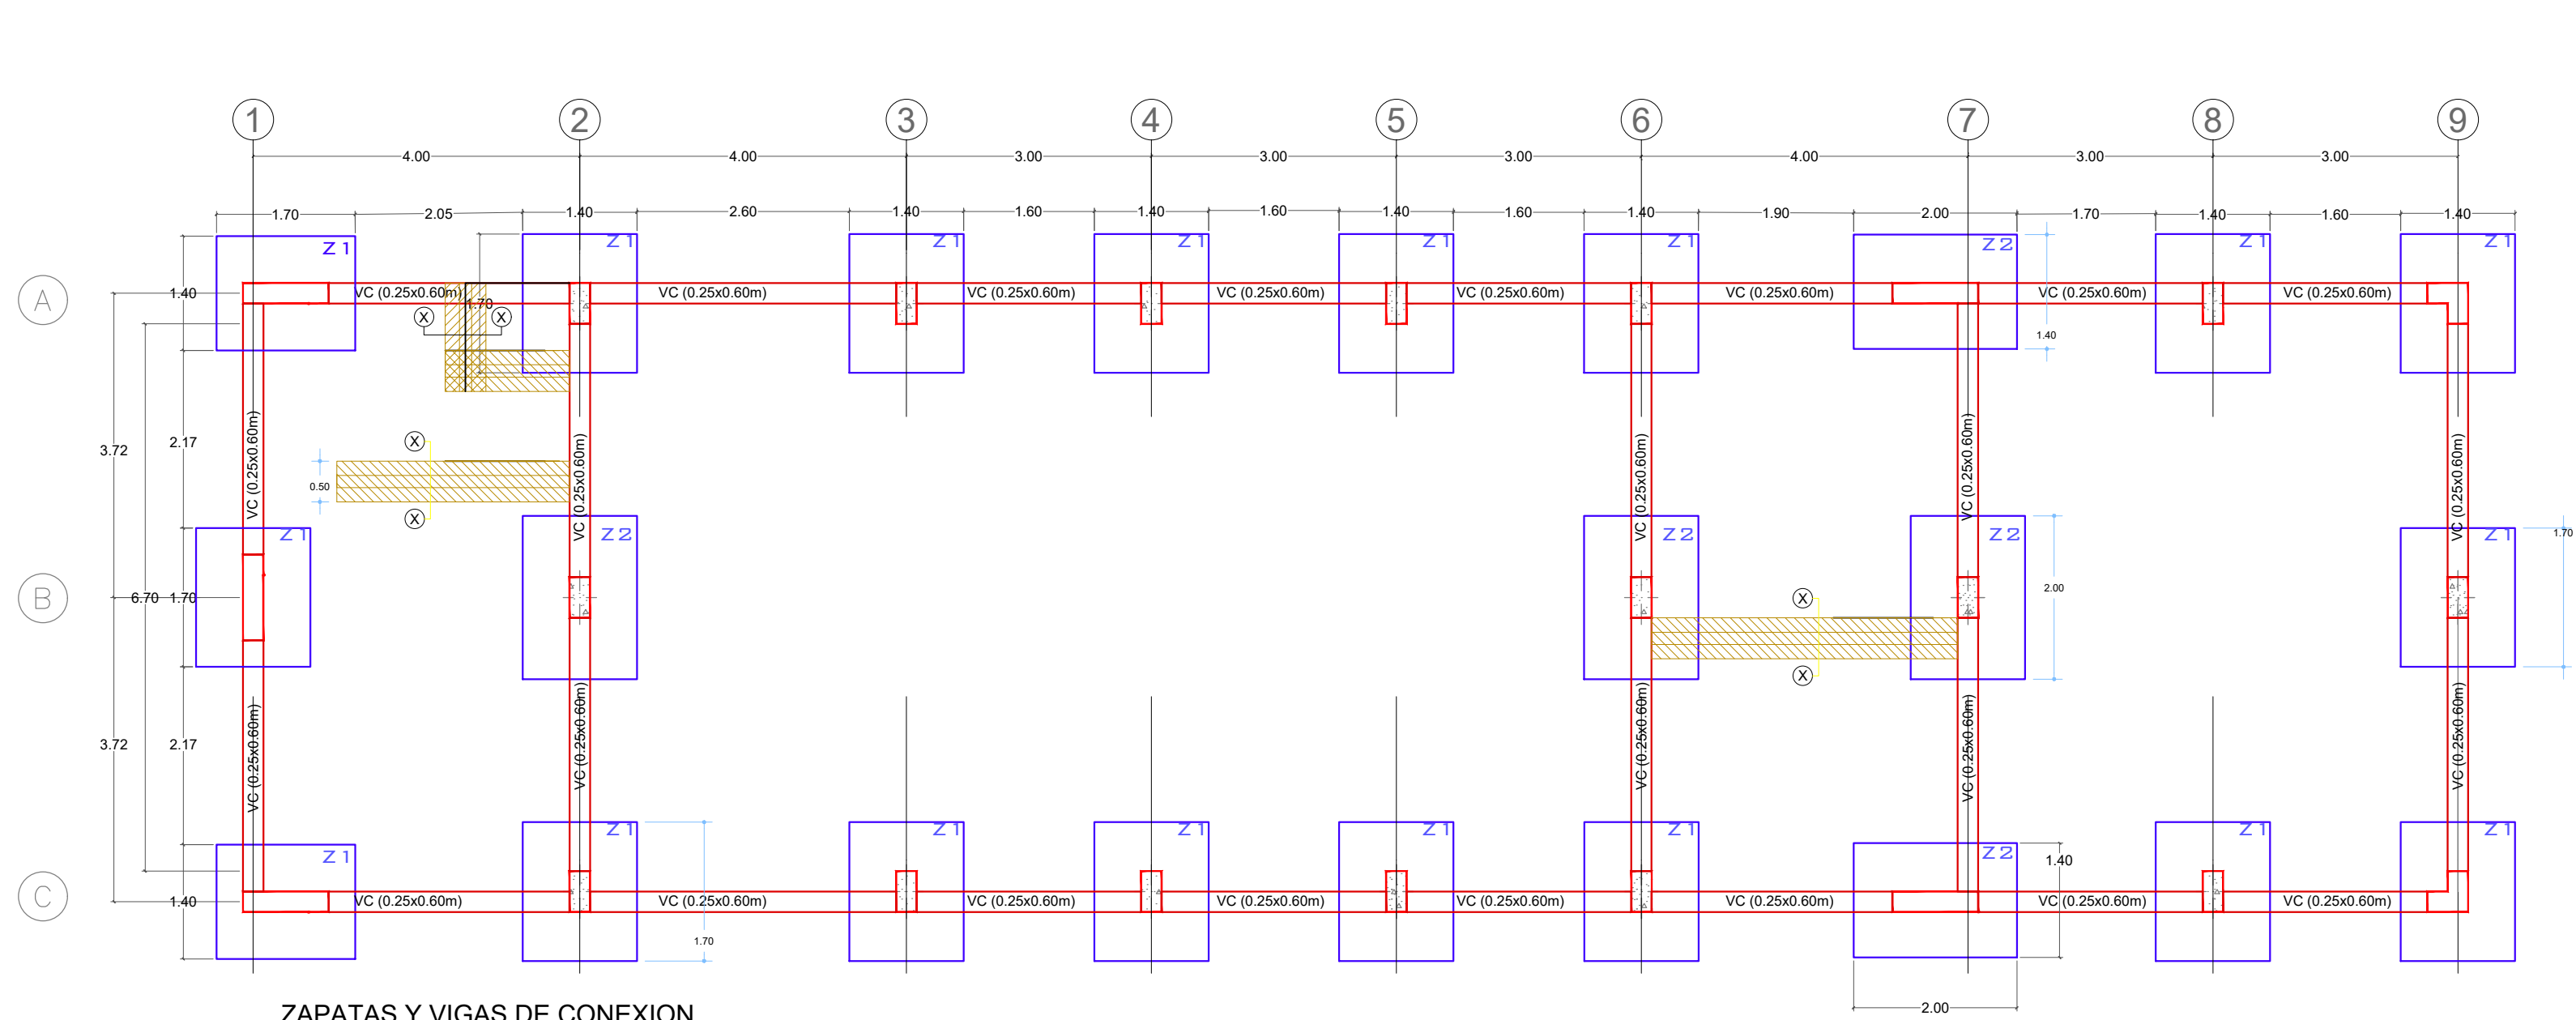 1 2 3 4 5 6 7 8 9
4.00 4.00 3.00 3.00 3.00 4.00 3.00 3.00
1.70 2.05 1.40 2.60 1.40 1.60 1.40 1.60 1.40 1.60 1.40 1.90 2.00 1.70 1.40 1.60 1.40
Z1 Z1 Z1 Z1 Z1 Z1 Z2 Z1 Z1
A 1.40 VC (0.25x0.60m) 1.70 VC (0.25x0.60m) VC (0.25x0.60m) VC (0.25x0.60m) VC (0.25x0.60m) VC (0.25x0.60m) VC (0.25x0.60m) VC (0.25x0.60m)
X X
1.40
3.72 2.17 VC (0.25x0.60m) VC (0.25x0.60m) VC (0.25x0.60m) VC (0.25x0.60m) VC (0.25x0.60m)
X
0.50
X
Z1 Z2 Z2 Z2 Z1 1.70
2.00
B 6.70 1.70 X
X
3.72 2.17 VC (0.25x0.60m) VC (0.25x0.60m) VC (0.25x0.60m) VC (0.25x0.60m) VC (0.25x0.60m)
Z1 Z1 Z1 Z1 Z1 Z1 Z2 Z1 Z1
1.40
C 1.40 VC (0.25x0.60m) VC (0.25x0.60m) VC (0.25x0.60m) VC (0.25x0.60m) VC (0.25x0.60m) VC (0.25x0.60m) VC (0.25x0.60m) VC (0.25x0.60m)
1.70
2.00
ZAPATAS Y VIGAS DE CONEXION